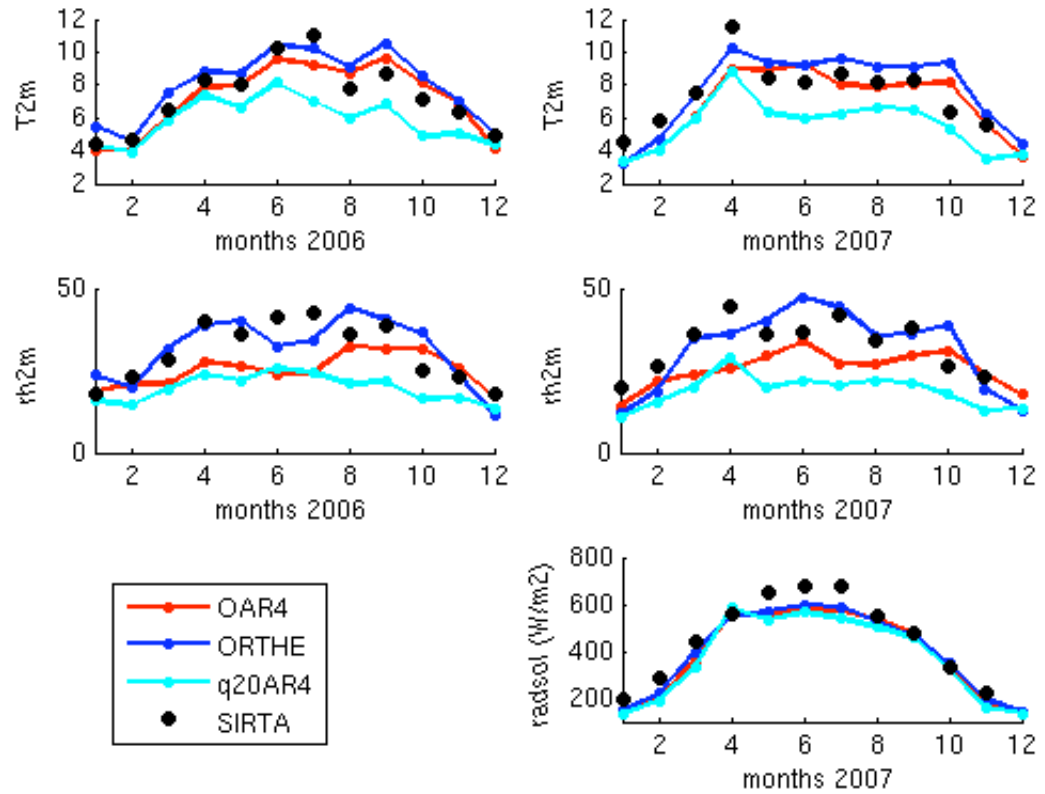 12
10
8
6
4
2
T2m
2 4 6 8 10 12
months 2006
12
10
8
6
4
2
T2m
2 4 6 8 10 12
months 2007
50
0
rh2m
2 4 6 8 10 12
months 2006
50
0
rh2m
2 4 6 8 10 12
months 2007
OAR4
ORTHE
q20AR4
SIRTA
800
600
400
200
radsol (W/m2)
2 4 6 8 10 12
months 2007